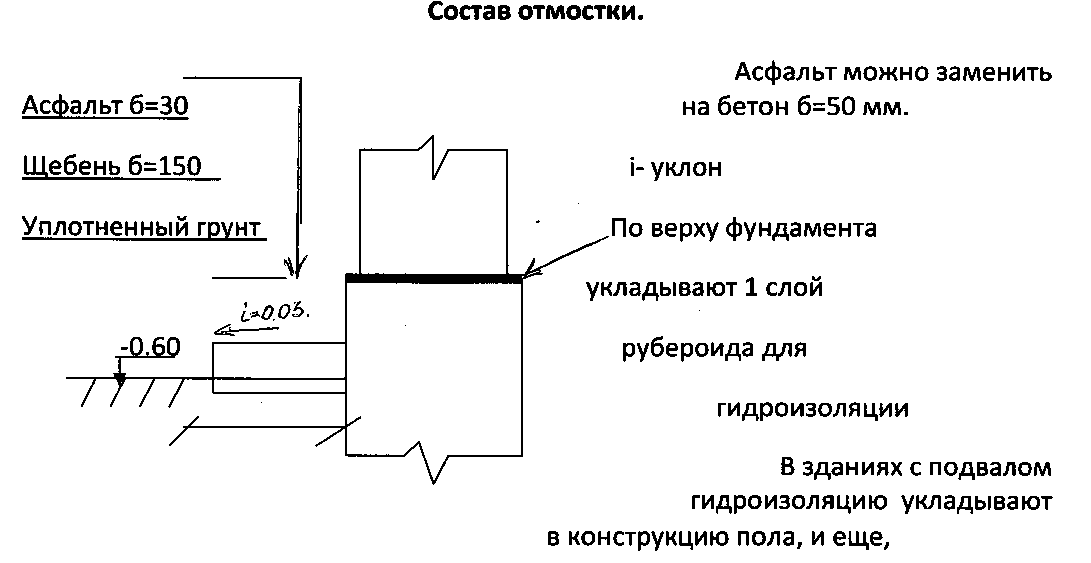 Состав отмостки.
Асфальт можно заменить
на бетон б=50 мм.
Асфальт б=30
Щебень б=150
Уплотненный грунт
i- уклон
По верху фундамента
укладывают 1 слой
рубероида для
гидроизоляции
i=0.03.
-0.60
В зданиях с подвалом
гидроизоляцию укладывают
в конструкцию пола, и еще,